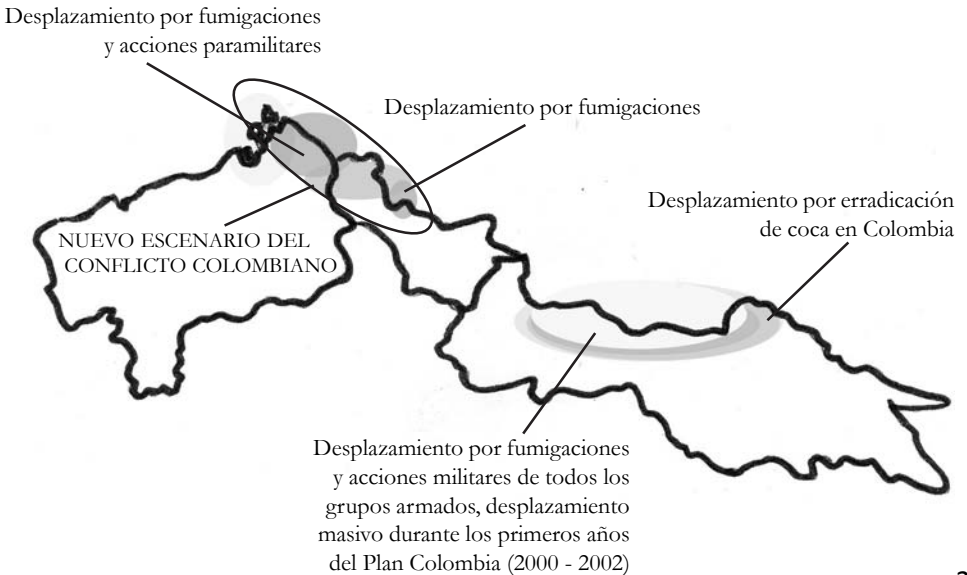 Desplazamiento por fumigaciones
y acciones paramilitares
Desplazamiento por fumigaciones
Desplazamiento por erradicación
de coca en Colombia
NUEVO ESCENARIO DEL
CONFLICTO COLOMBIANO
Desplazamiento por fumigaciones
y acciones militares de todos los
grupos armados, desplazamiento
masivo durante los primeros años
del Plan Colombia (2000 - 2002)